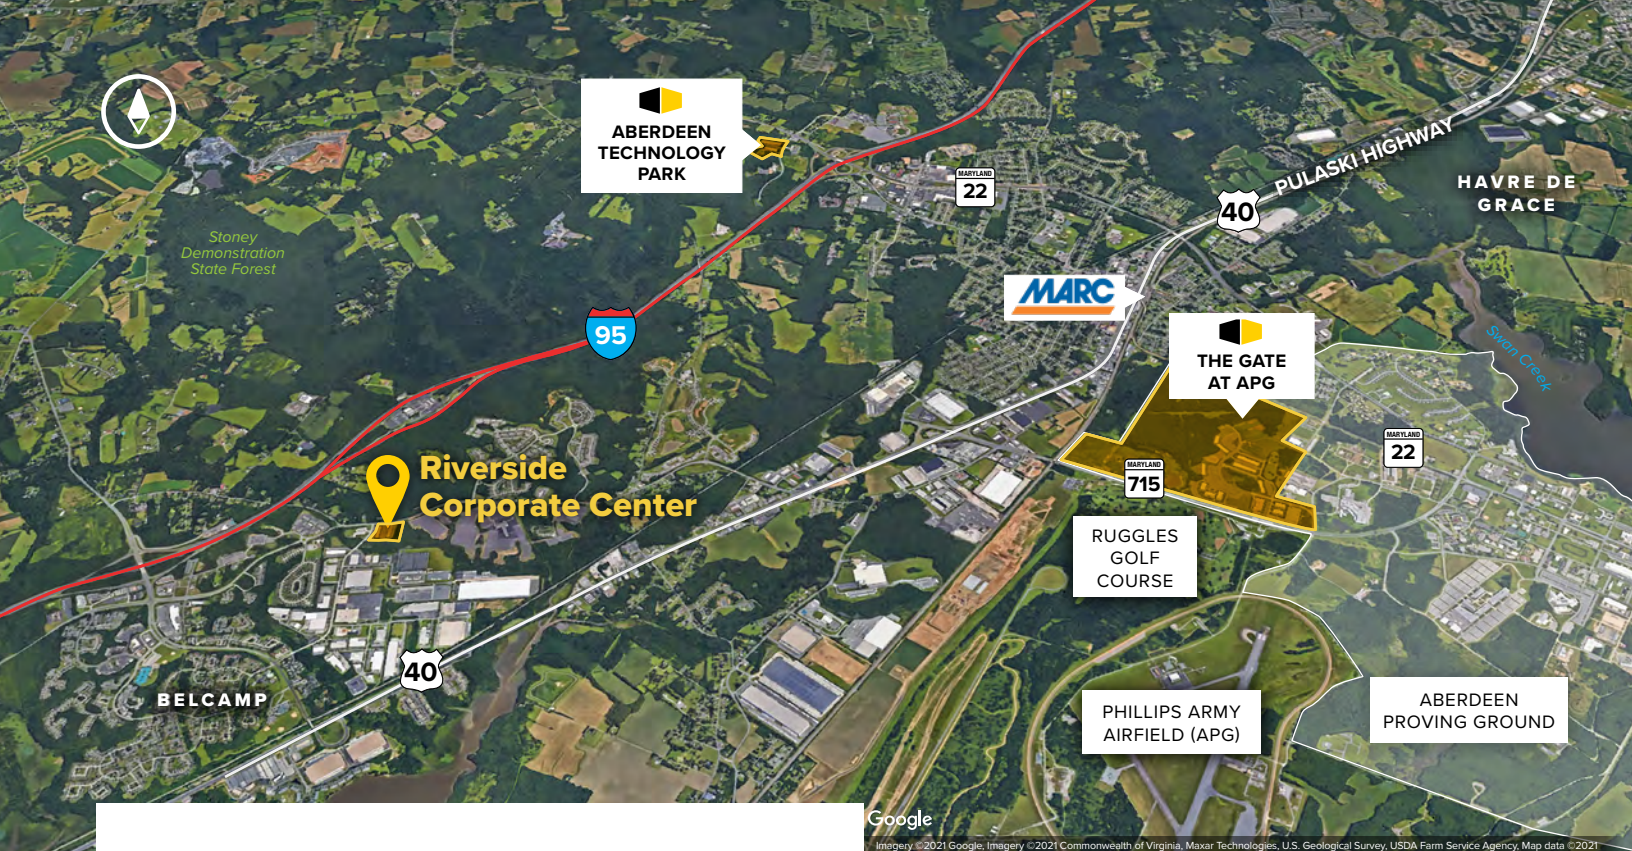 ABERDEEN
TECHNOLOGY
PARK
MARYLAND
22
PULASKI HIGHWAY
40
HAVRE DE
GRACE
Stoney
Demonstration
State Forest
MARC
95
THE GATE
AT APG
Swan Creek
MARYLAND
22
Riverside
Corporate Center
MARYLAND
715
RUGGLES
GOLF
COURSE
40
BELCAMP
PHILLIPS ARMY
AIRFIELD (APG)
ABERDEEN
PROVING GROUND
Google
Imagery ©2021 Google, Imagery ©2021 Commonwealth of Virginia, Maxar Technologies, U.S. Geological Survey, USDA Farm Service Agency, Map data ©2021